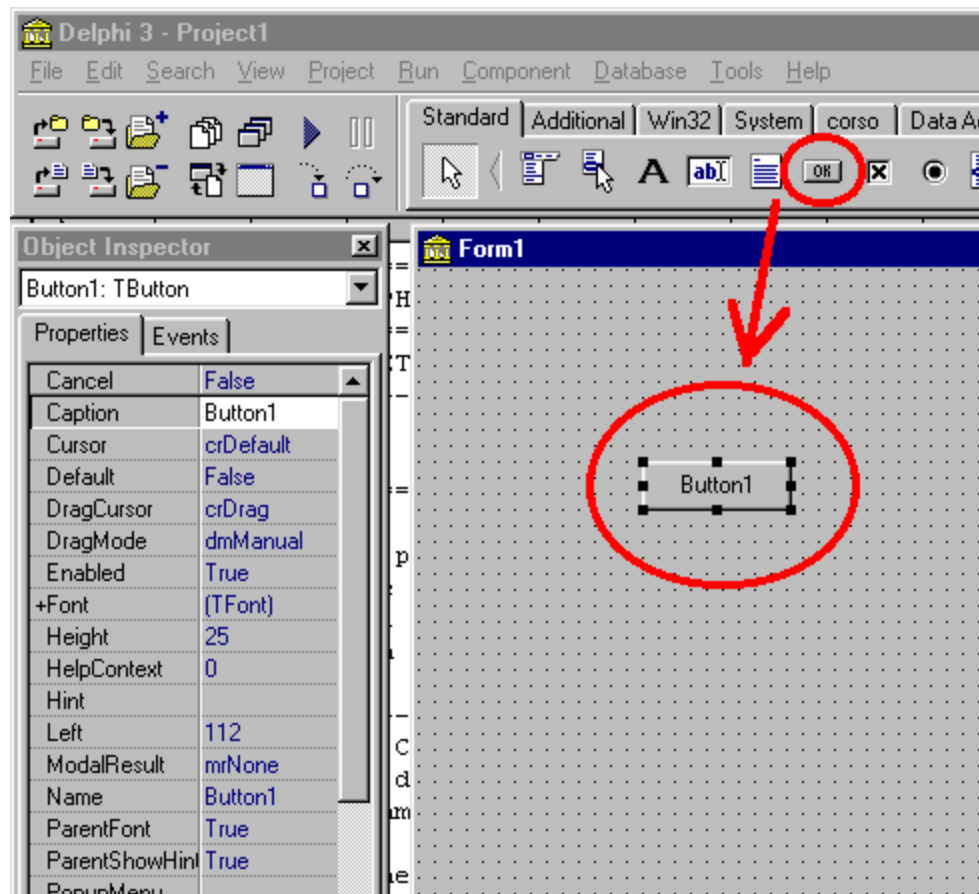 Delphi 3 - Project1
File Edit Search View Project Run Component Database Tools Help
Standard Additional Win32 System corso Data
A ab OK
Object Inspector
Form1
Button1: TButton
Properties Events
Cancel False
Caption Button1
Cursor crDefault
Default False
DragCursor crDrag
DragMode dmManual
Enabled True
+Font (TFont)
Height 25
HelpContext 0
Hint
Left 112
ModalResult mrNone
Name Button1
ParentFont True
ParentShowHin True
PopupMenu
Button1